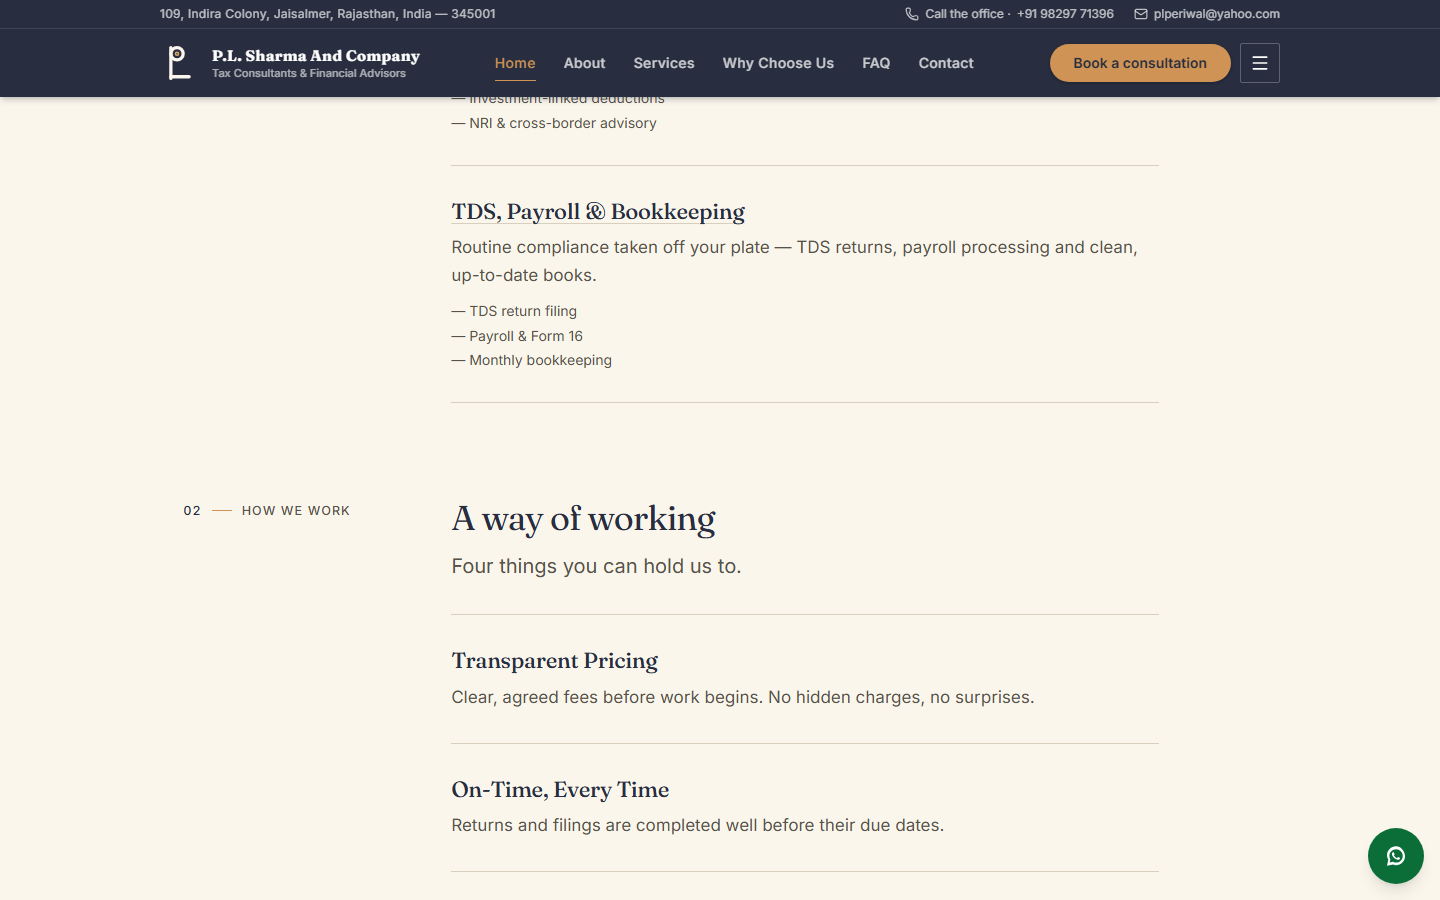 109, Indira Colony, Jaisalmer, Rajasthan, India — 345001
Call the office · +91 98297 71396
plperiwal@yahoo.com
P.L. Sharma And Company
Tax Consultants & Financial Advisors
Home
About
Services
Why Choose Us
FAQ
Contact
Book a consultation
— Investment-linked deductions
— NRI & cross-border advisory
TDS, Payroll & Bookkeeping
Routine compliance taken off your plate — TDS returns, payroll processing and clean,
up-to-date books.
— TDS return filing
— Payroll & Form 16
— Monthly bookkeeping
02 — HOW WE WORK
A way of working
Four things you can hold us to.
Transparent Pricing
Clear, agreed fees before work begins. No hidden charges, no surprises.
On-Time, Every Time
Returns and filings are completed well before their due dates.